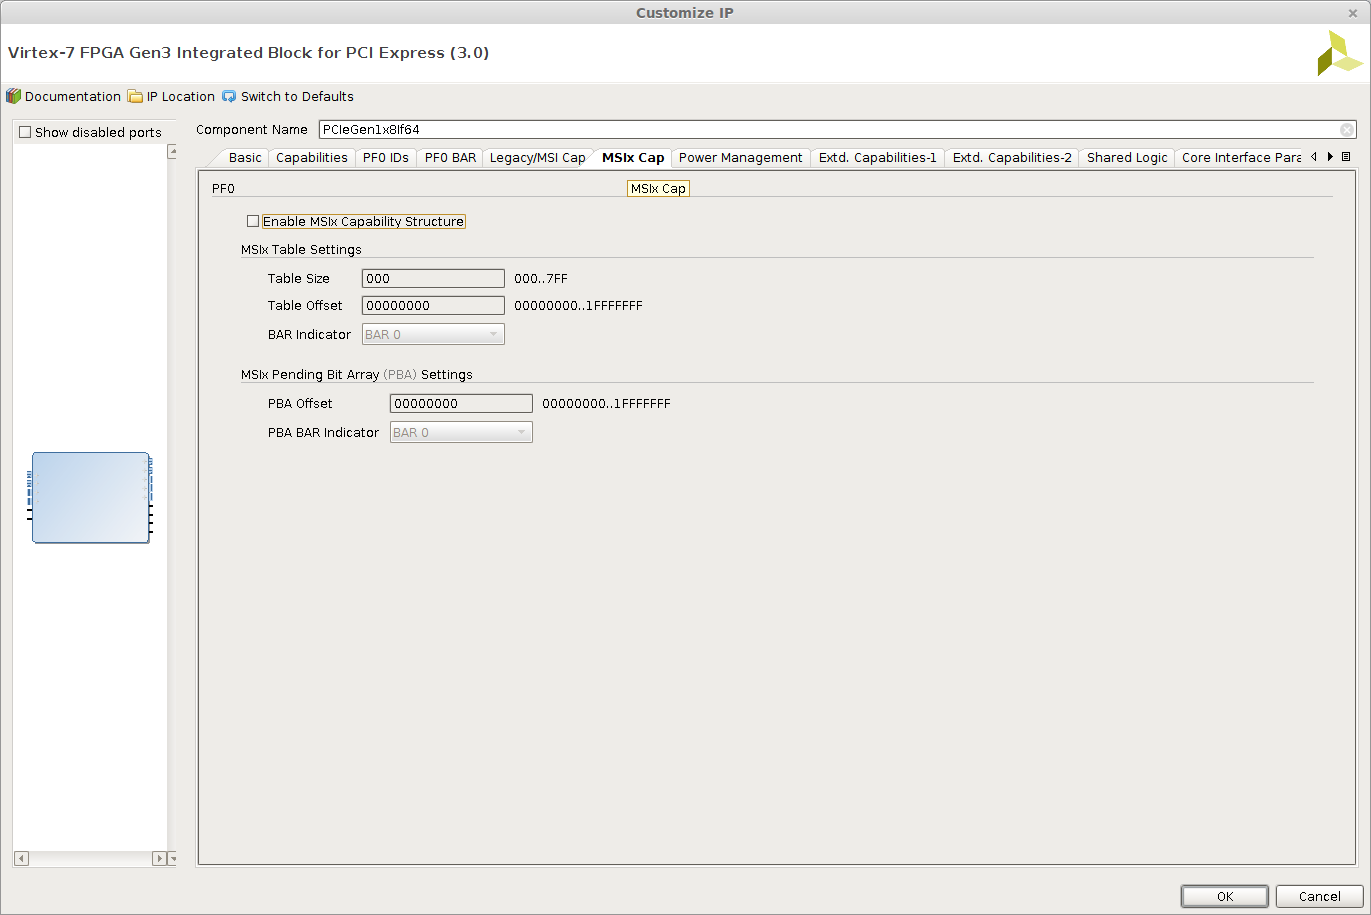 Customize IP
Virtex-7 FPGA Gen3 Integrated Block for PCI Express (3.0)
Documentation IP Location Switch to Defaults
Show disabled ports
Component Name PCIeGen1x8If64
Basic Capabilities PF0 IDs PF0 BAR Legacy/MSI Cap MSIx Cap Power Management Extd. Capabilities-1 Extd. Capabilities-2 Shared Logic Core Interface Para
PF0
MSIx Cap
Enable MSIx Capability Structure
MSIx Table Settings
Table Size 000 000..7FF
Table Offset 00000000 00000000..1FFFFFFF
BAR Indicator BAR 0
MSIx Pending Bit Array (PBA) Settings
PBA Offset 00000000 00000000..1FFFFFFF
PBA BAR Indicator BAR 0
OK Cancel